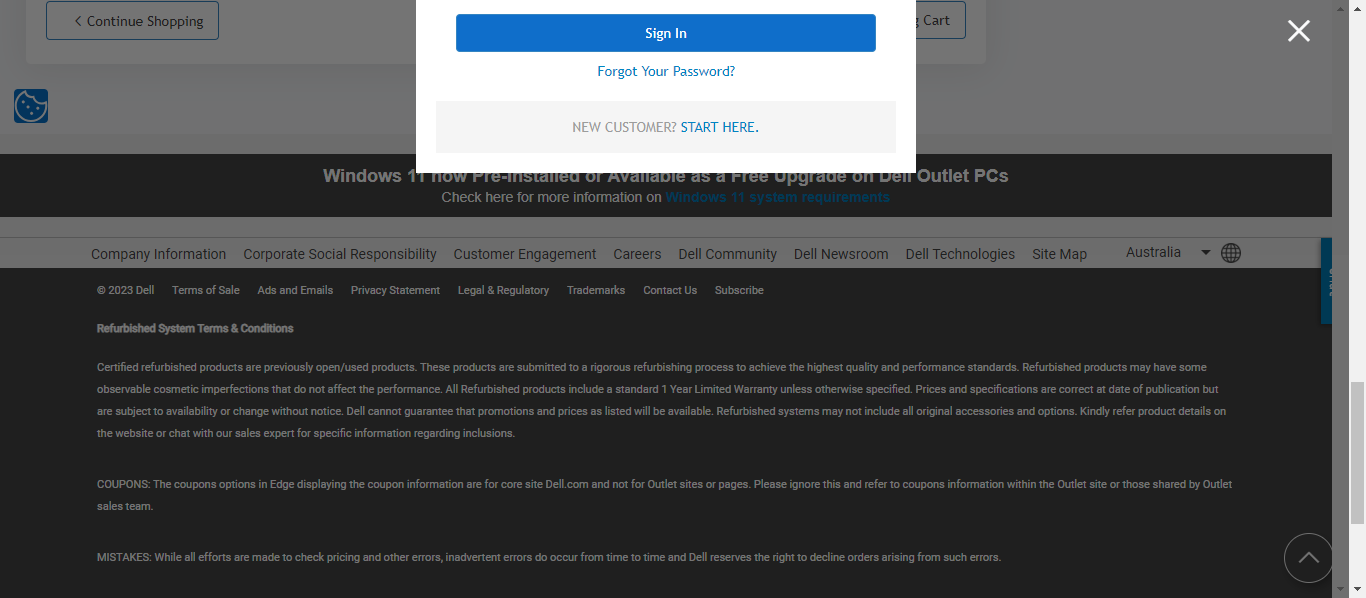 Continue Shopping
Cart
Sign In
Forgot Your Password?
NEW CUSTOMER? START HERE.
Windows 11 now Pre-Installed or Available as a Free Upgrade on Dell Outlet PCs
Check here for more information on Windows 11 system requirements
Company Information Corporate Social Responsibility Customer Engagement Careers Dell Community Dell Newsroom Dell Technologies Site Map Australia
© 2023 Dell Terms of Sale Ads and Emails Privacy Statement Legal & Regulatory Trademarks Contact Us Subscribe
Refurbished System Terms & Conditions
Certified refurbished products are previously open/used products. These products are submitted to a rigorous refurbishing process to achieve the highest quality and performance standards. Refurbished products may have some
observable cosmetic imperfections that do not affect the performance. All Refurbished products include a standard 1 Year Limited Warranty unless otherwise specified. Prices and specifications are correct at date of publication but
are subject to availability or change without notice. Dell cannot guarantee that promotions and prices as listed will be available. Refurbished systems may not include all original accessories and options. Kindly refer product details on
the website or chat with our sales expert for specific information regarding inclusions.
COUPONS: The coupons options in Edge displaying the coupon information are for core site Dell.com and not for Outlet sites or pages. Please ignore this and refer to coupons information within the Outlet site or those shared by Outlet
sales team.
MISTAKES: While all efforts are made to check pricing and other errors, inadvertent errors do occur from time to time and Dell reserves the right to decline orders arising from such errors.